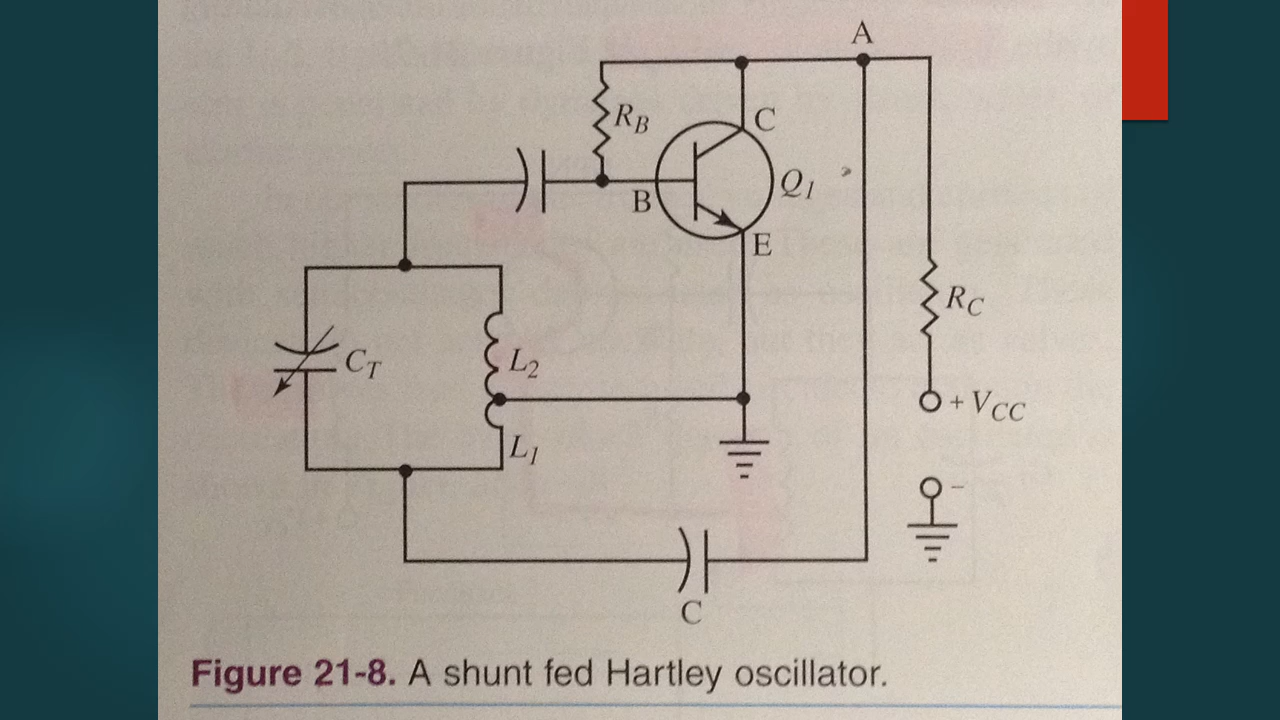 A
R_B
C
B
Q_1
E
R_C
C_T
L_2
+ V_CC
L_1
−
C
Figure 21-8. A shunt fed Hartley oscillator.